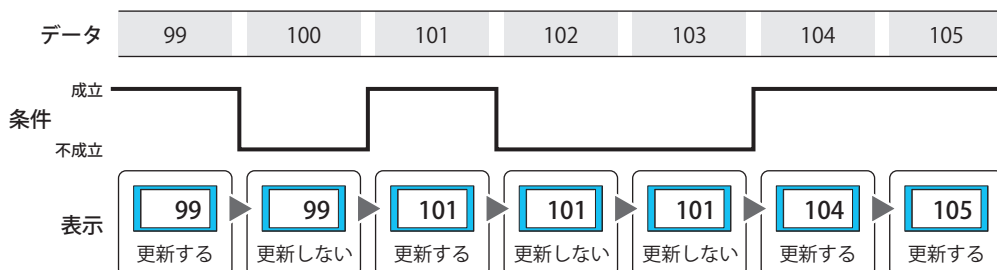 データ 99 100 101 102 103 104 105
成立
条件
不成立
表示 99 99 101 101 101 104 105
更新する 更新しない 更新する 更新しない 更新しない 更新する 更新する